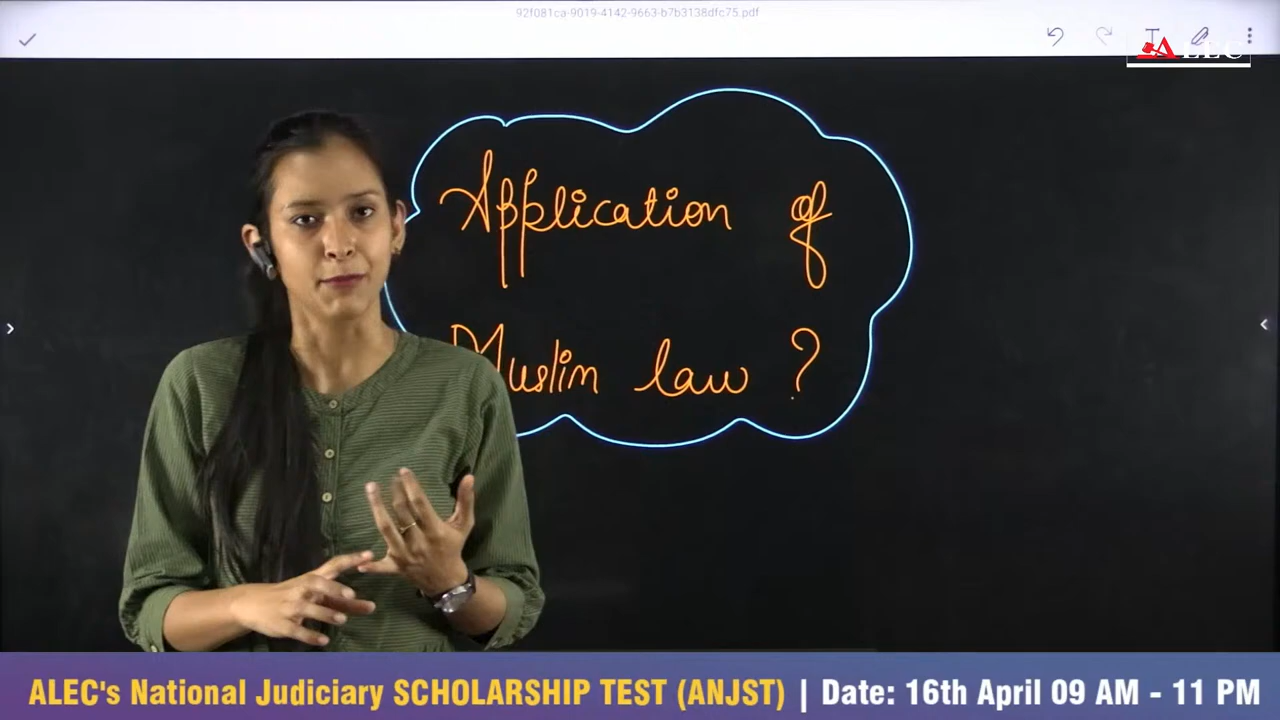 92f081ca-9019-4142-9663-b7b3138dfc75.pdf
T
ALEC
Application of
Muslim law ?
ALEC's National Judiciary SCHOLARSHIP TEST (ANJST) | Date: 16th April 09 AM - 11 PM